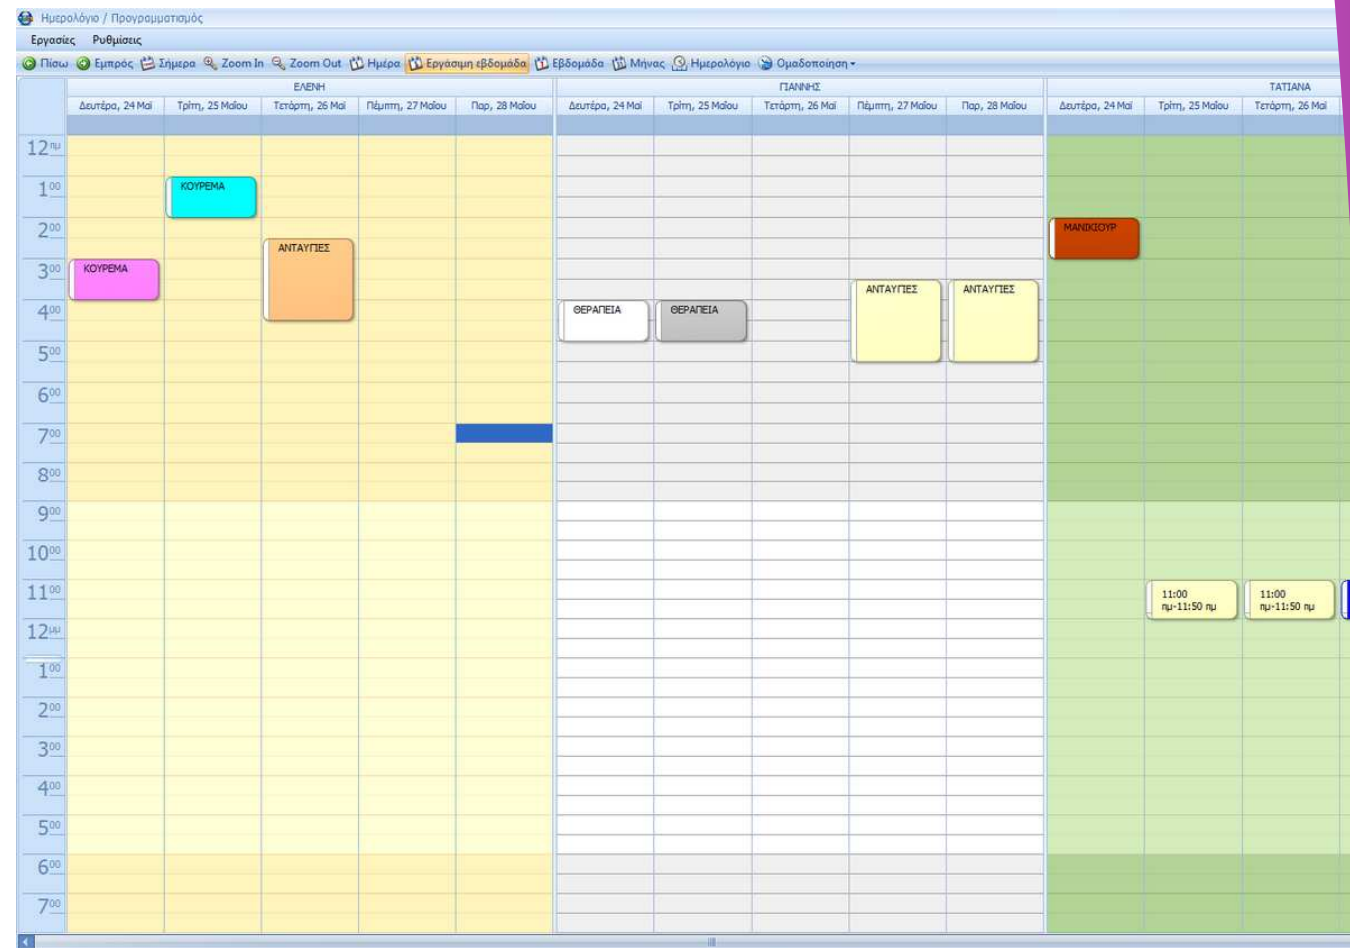 Ημερολόγιο / Προγραμματισμός
Εργασίες Ρυθμίσεις
Πίσω Εμπρός Σήμερα Zoom In Zoom Out Ημέρα Εργάσιμη εβδομάδα Εβδομάδα Μήνας Ημερολόγιο Ομαδοποίηση
ΕΛΕΝΗ ΓΙΑΝΝΗΣ TATIANA
Δευτέρα, 24 Μαΐ Τρίτη, 25 Μαΐου Τετάρτη, 26 Μαΐ Πέμπτη, 27 Μαΐου Παρ, 28 Μαΐου Δευτέρα, 24 Μαΐ Τρίτη, 25 Μαΐου Τετάρτη, 26 Μαΐ Πέμπτη, 27 Μαΐου Παρ, 28 Μαΐου Δευτέρα, 24 Μαΐ Τρίτη, 25 Μαΐου Τετάρτη, 26 Μαΐ
12 πμ
1 00 ΚΟΥΡΕΜΑ
2 00 ΜΑΝΙΚΙΟΥΡ
ΑΝΤΑΥΓΙΕΣ
3 00 ΚΟΥΡΕΜΑ
ΑΝΤΑΥΓΙΕΣ ΑΝΤΑΥΓΙΕΣ
4 00 ΘΕΡΑΠΕΙΑ ΘΕΡΑΠΕΙΑ
5 00
6 00
7 00
8 00
9 00
10 00
11 00 11:00 11:00
πμ-11:50 πμ πμ-11:50 πμ
12 μμ
1 00
2 00
3 00
4 00
5 00
6 00
7 00